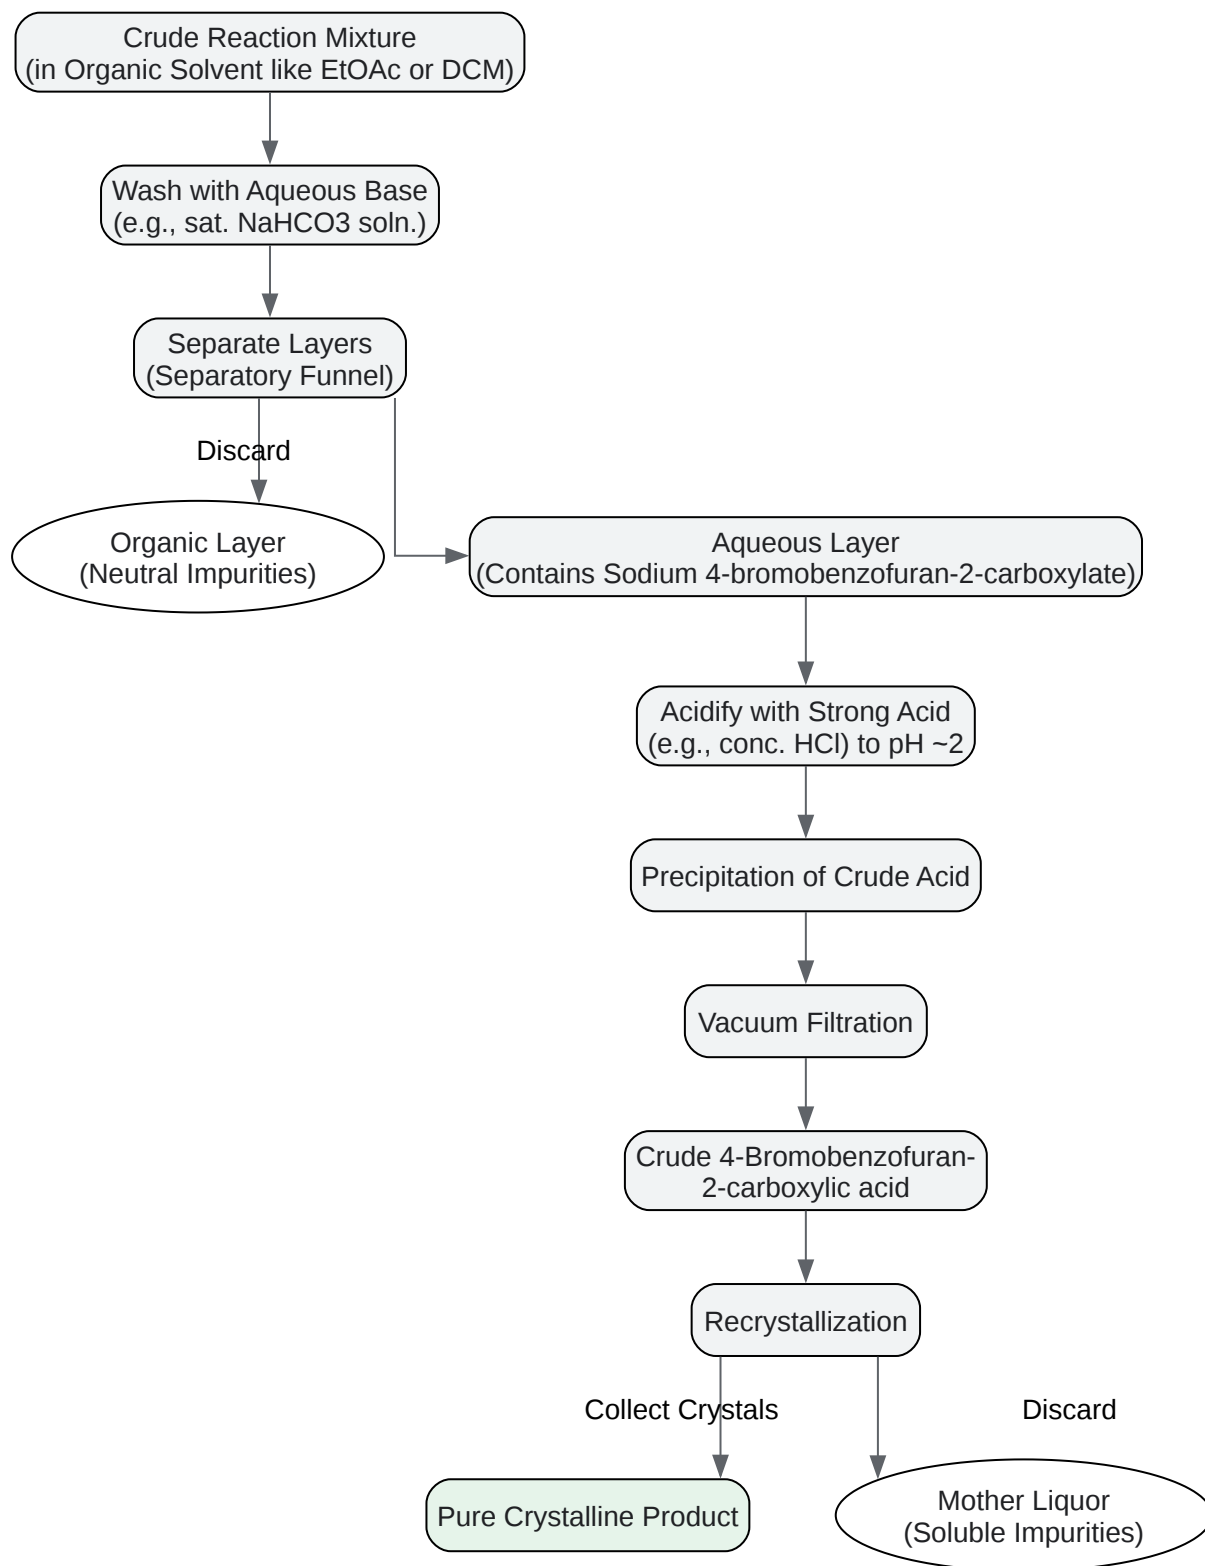 Crude Reaction Mixture
(in Organic Solvent like EtOAc or DCM)
Wash with Aqueous Base
(e.g., sat. NaHCO3 soln.)
Separate Layers
(Separatory Funnel)
Discard
Organic Layer
(Neutral Impurities)
Aqueous Layer
(Contains Sodium 4-bromobenzofuran-2-carboxylate)
Acidify with Strong Acid
(e.g., conc. HCl) to pH ~2
Precipitation of Crude Acid
Vacuum Filtration
Crude 4-Bromobenzofuran-
2-carboxylic acid
Recrystallization
Collect Crystals
Discard
Pure Crystalline Product
Mother Liquor
(Soluble Impurities)